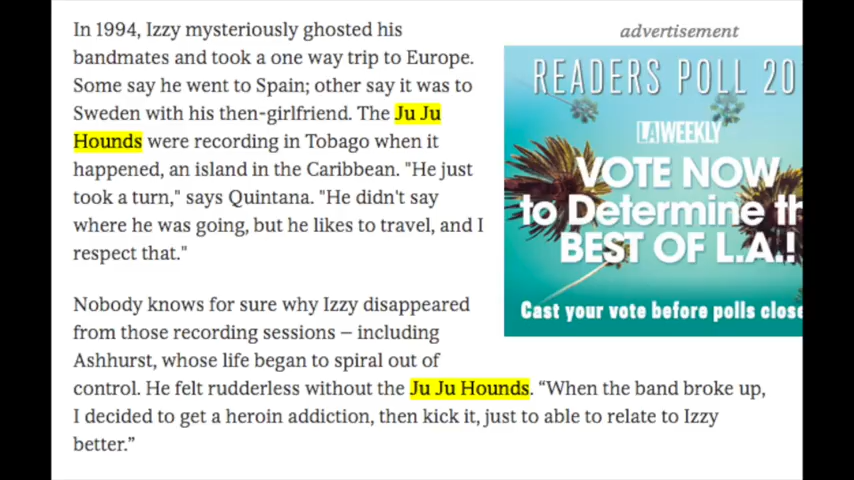 In 1994, Izzy mysteriously ghosted his
bandmates and took a one way trip to Europe.
Some say he went to Spain; other say it was to
Sweden with his then-girlfriend. The Ju Ju
Hounds were recording in Tobago when it
happened, an island in the Caribbean. "He just
took a turn," says Quintana. "He didn't say
where he was going, but he likes to travel, and I
respect that."
Nobody knows for sure why Izzy disappeared
from those recording sessions – including
Ashhurst, whose life began to spiral out of
control. He felt rudderless without the Ju Ju Hounds. “When the band broke up,
I decided to get a heroin addiction, then kick it, just to able to relate to Izzy
better.”
advertisement
READERS POLL 20
LA WEEKLY
VOTE NOW
to Determine th
BEST OF L.A.!
Cast your vote before polls close